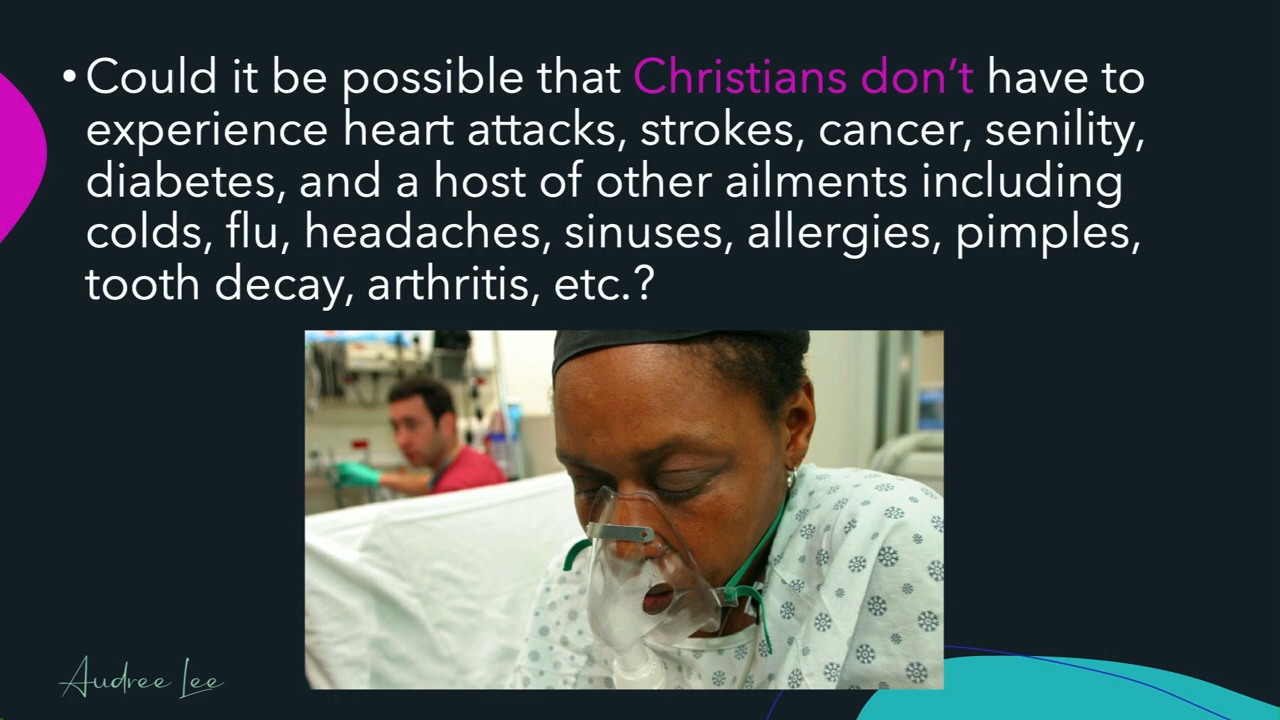 • Could it be possible that Christians don’t have to
experience heart attacks, strokes, cancer, senility,
diabetes, and a host of other ailments including
colds, flu, headaches, sinuses, allergies, pimples,
tooth decay, arthritis, etc.?
Audree Lee